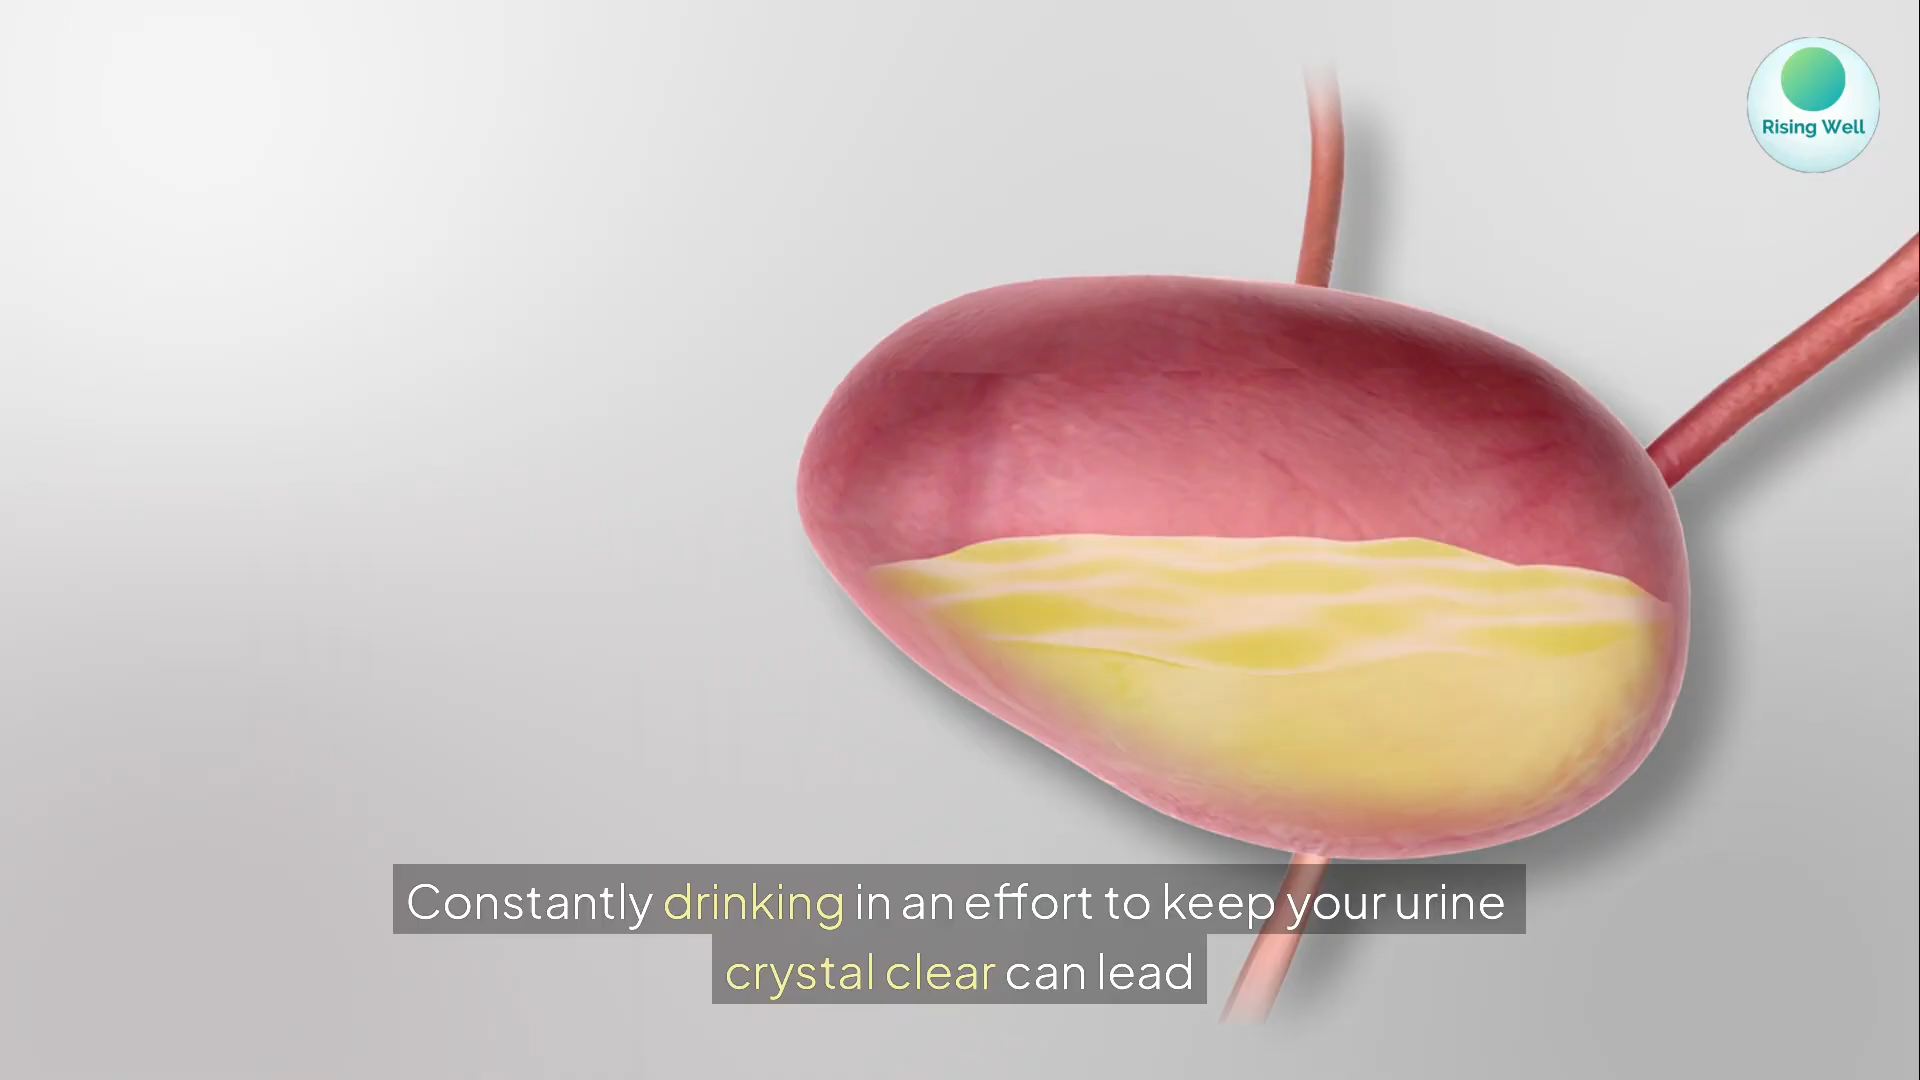 Rising Well
Constantly drinking in an effort to keep your urine
crystal clear can lead